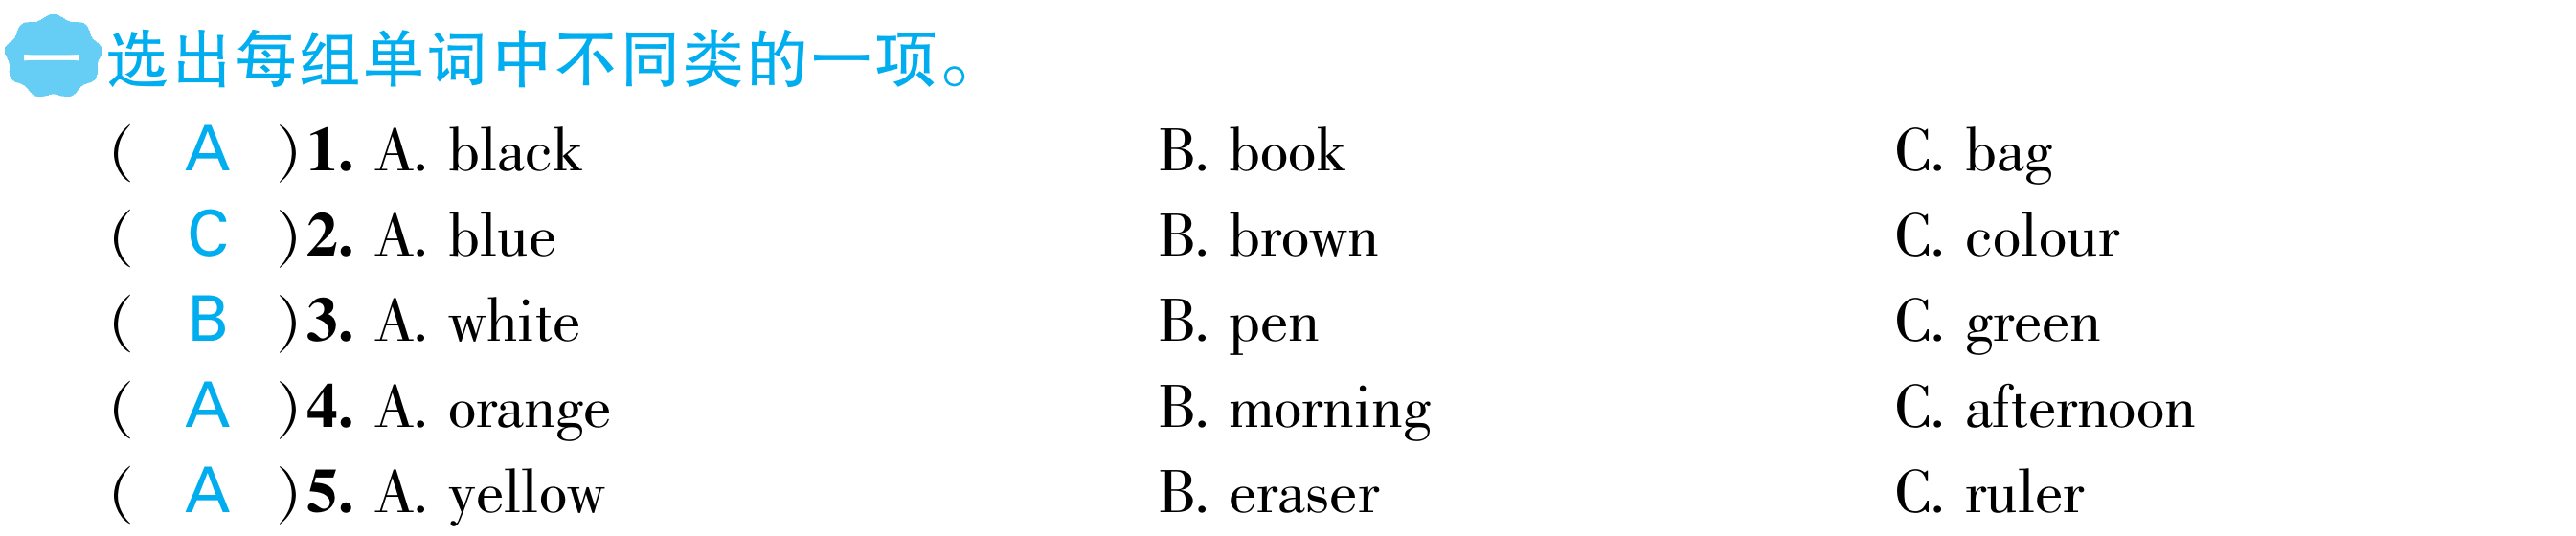 一 选出每组单词中不同类的一项。
( A )1. A. black B. book C. bag
( C )2. A. blue B. brown C. colour
( B )3. A. white B. pen C. green
( A )4. A. orange B. morning C. afternoon
( A )5. A. yellow B. eraser C. ruler